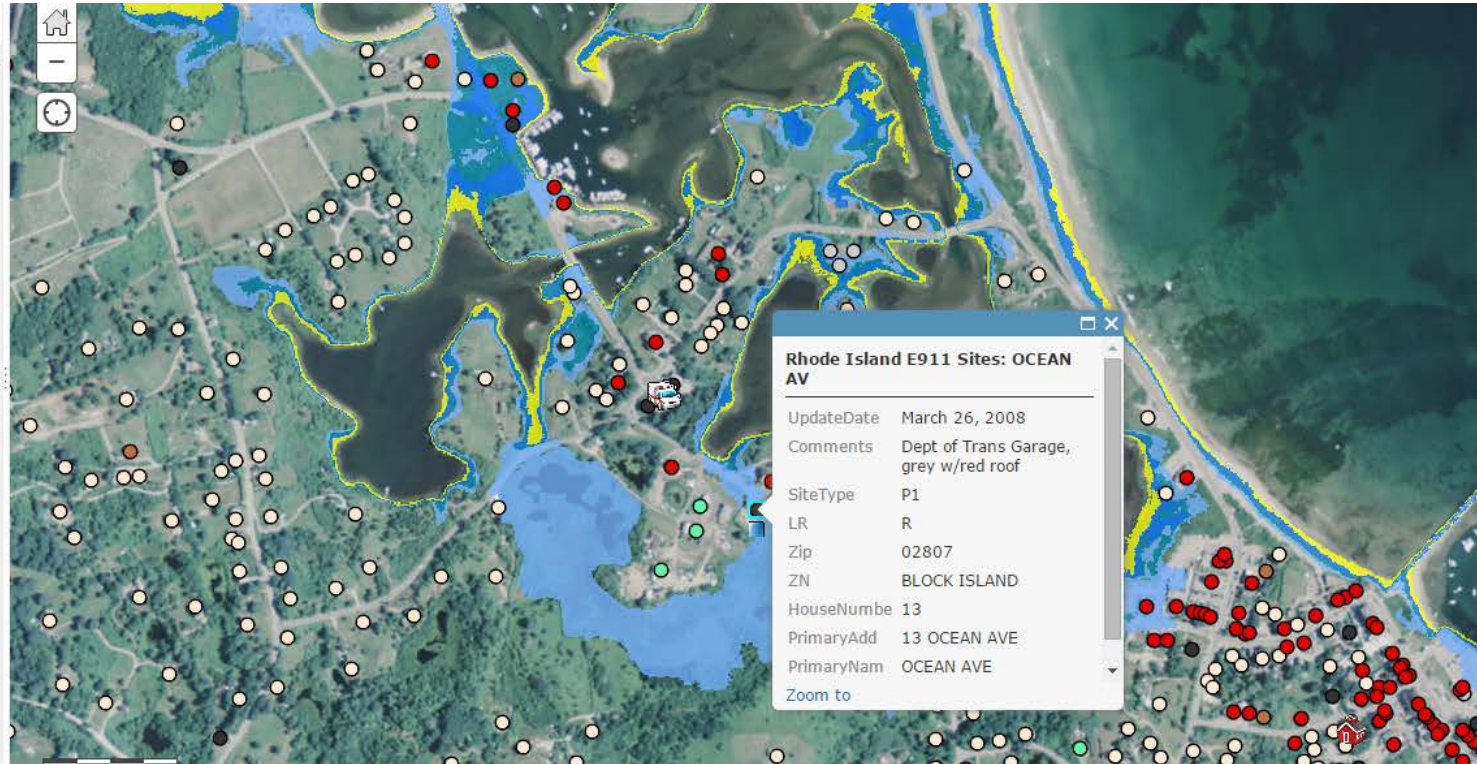 Rhode Island E911 Sites: OCEAN
AV
UpdateDate March 26, 2008
Comments Dept of Trans Garage,
grey w/red roof
SiteType P1
LR R
Zip 02807
ZN BLOCK ISLAND
HouseNumbe 13
PrimaryAdd 13 OCEAN AVE
PrimaryNam OCEAN AVE
Zoom to